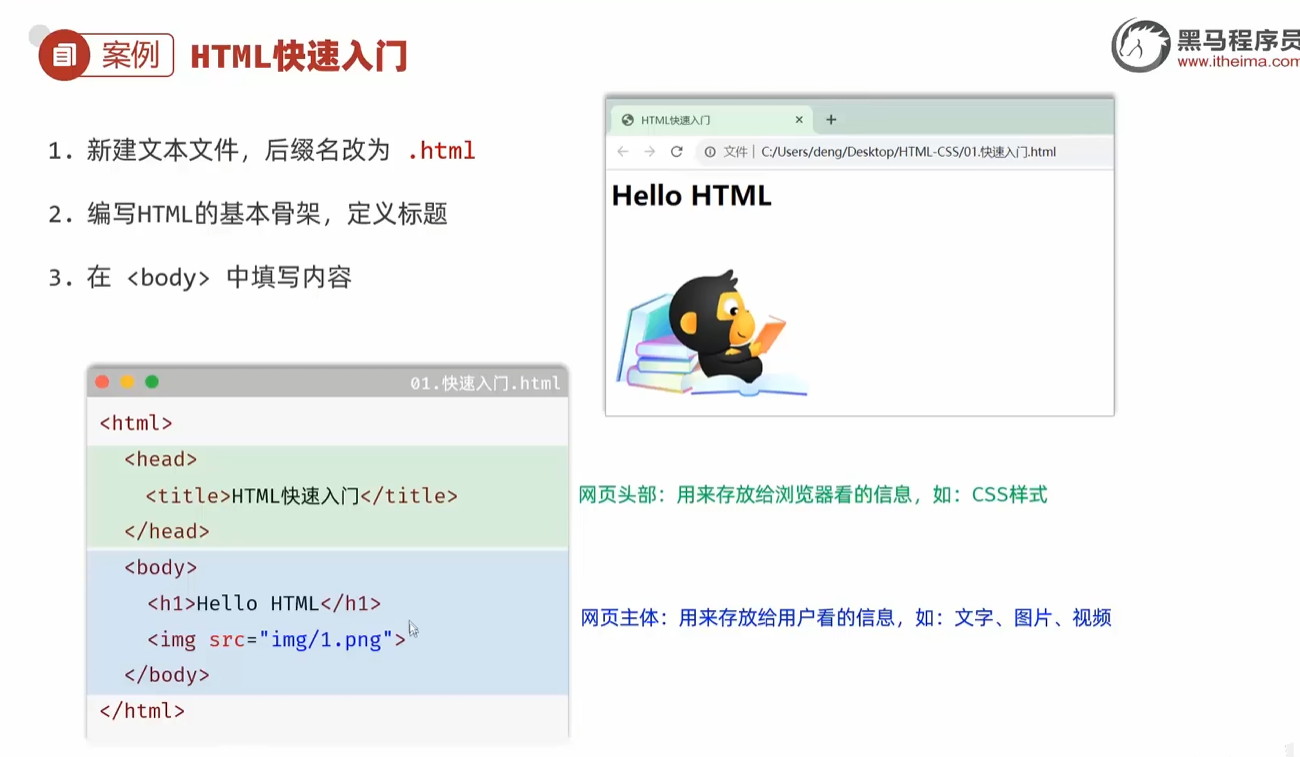 案例 HTML快速入门
黑马程序员
www.itheima.com
1. 新建文本文件，后缀名改为 .html
2. 编写HTML的基本骨架，定义标题
3. 在 <body> 中填写内容
HTML快速入门 × +
文件 | C:/Users/deng/Desktop/HTML-CSS/01.快速入门.html
Hello HTML
01.快速入门.html
<html>
<head>
<title>HTML快速入门</title>
</head>
<body>
<h1>Hello HTML</h1>
<img src="img/1.png">
</body>
</html>
网页头部：用来存放给浏览器看的信息，如：CSS样式
网页主体：用来存放给用户看的信息，如：文字、图片、视频